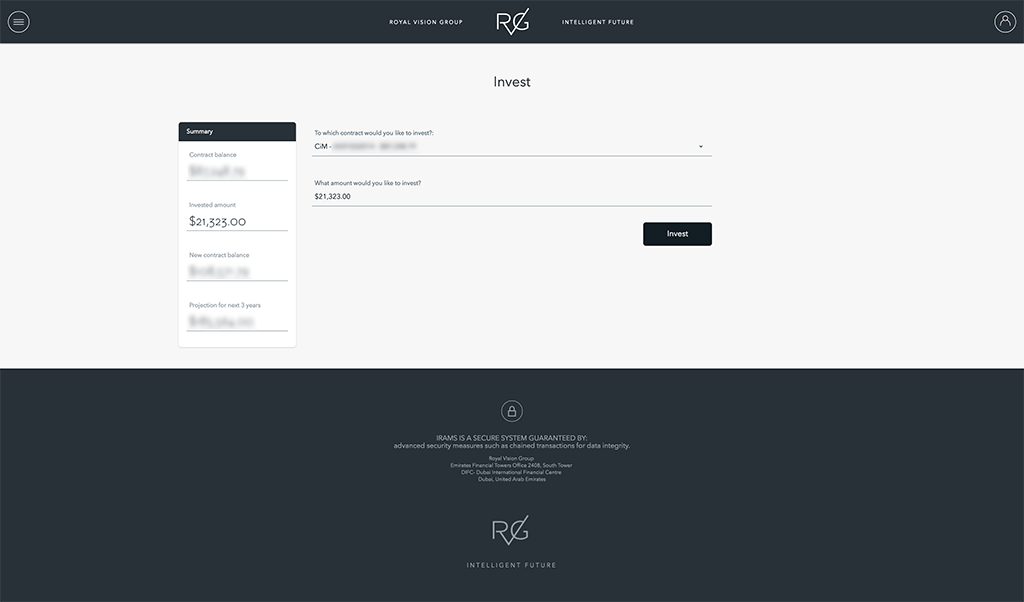 ROYAL VISION GROUP
RVG
INTELLIGENT FUTURE
Invest
Summary
Contract balance
Invested amount
$21,323.00
New contract balance
Projection for next 3 years
To which contract would you like to invest?:
CiM -
What amount would you like to invest?
$21,323.00
Invest
IRAMS IS A SECURE SYSTEM GUARANTEED BY:
advanced security measures such as chained transactions for data integrity.
Royal Vision Group
Emirates Financial Towers Office 2408, South Tower
DIFC- Dubai International Financial Centre
Dubai, United Arab Emirates
RVG
INTELLIGENT FUTURE